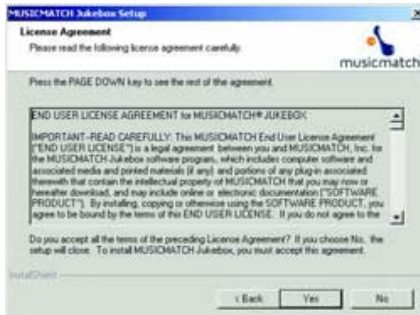 MUSICMATCH Jukebox Setup
License Agreement
Please read the following license agreement carefully.
musicmatch
Press the PAGE DOWN key to see the rest of the agreement.
END USER LICENSE AGREEMENT for MUSICMATCH® JUKEBOX
IMPORTANT-READ CAREFULLY: This MUSICMATCH End User License Agreement
("END USER LICENSE") is a legal agreement between you and MUSICMATCH, Inc. for
the MUSICMATCH Jukebox software program, which includes computer software and
associated media and printed materials (if any) and portions of any plug-in associated
therewith that contain the intellectual property of MUSICMATCH that you may now or
hereafter download, and may include online or electronic documentation ("SOFTWARE
PRODUCT"). By installing, copying or otherwise using the SOFTWARE PRODUCT, you
agree to be bound by the terms of this END USER LICENSE. If you do not agree to the
Do you accept all the terms of the preceding License Agreement? If you choose No, the
setup will close. To install MUSICMATCH Jukebox, you must accept this agreement.
InstallShield
< Back Yes No